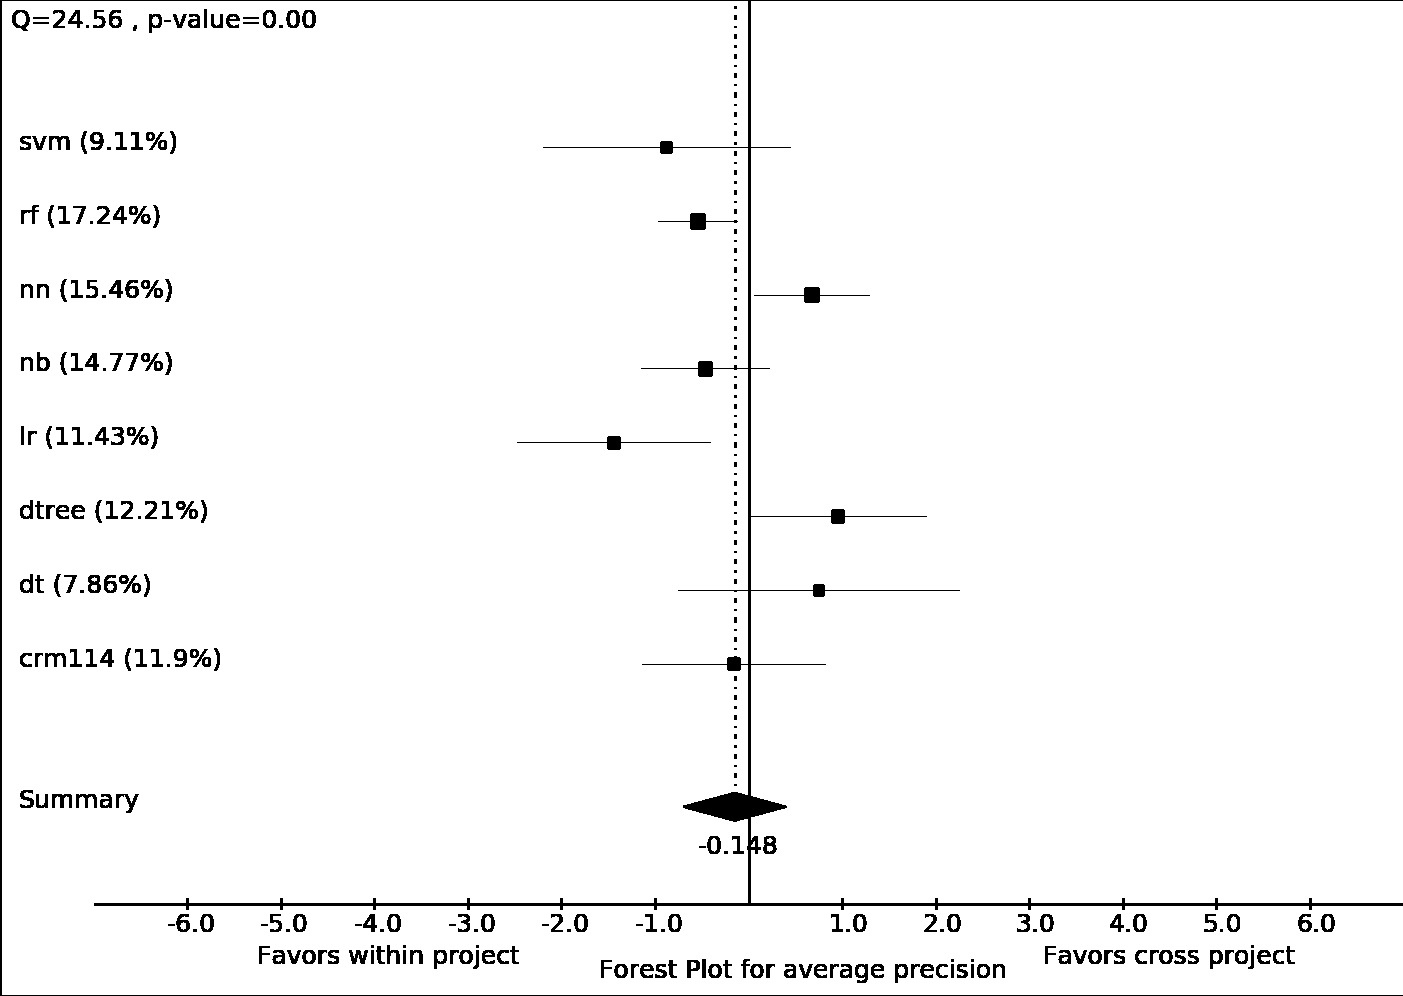 Q=24.56 , p-value=0.00
svm (9.11%)
rf (17.24%)
nn (15.46%)
nb (14.77%)
lr (11.43%)
dtree (12.21%)
dt (7.86%)
crm114 (11.9%)
Summary
-0.148
-6.0 -5.0 -4.0 -3.0 -2.0 -1.0 1.0 2.0 3.0 4.0 5.0 6.0
Favors within project Favors cross project
Forest Plot for average precision